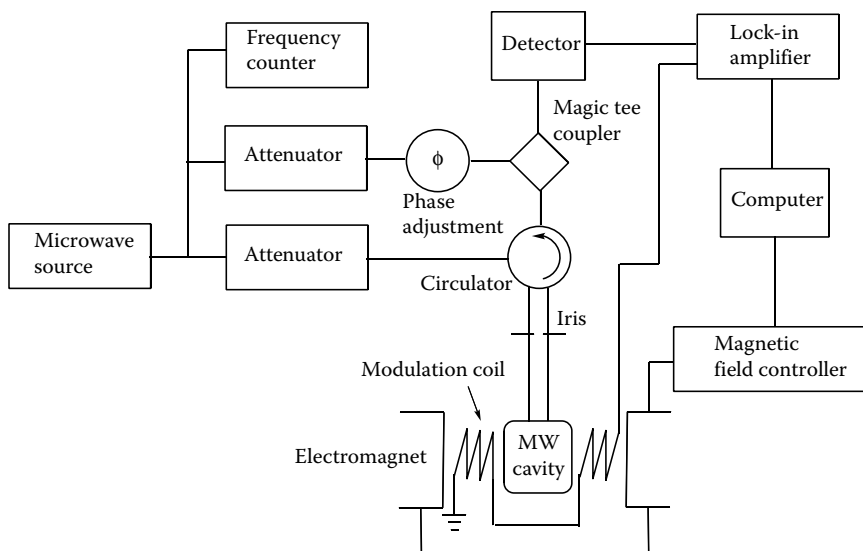 Frequency
counter
Detector
Lock-in
amplifier
Magic tee
coupler
Attenuator
ϕ
Phase
adjustment
Computer
Microwave
source
Attenuator
Circulator
Iris
Magnetic
field controller
Modulation coil
Electromagnet
MW
cavity